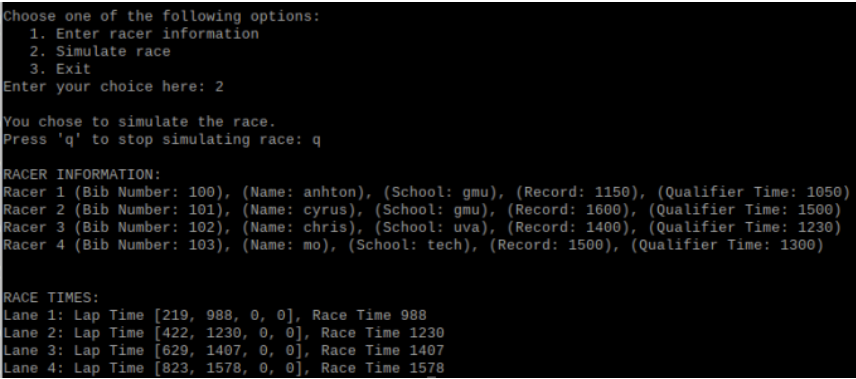 Choose one of the following options:
1. Enter racer information
2. Simulate race
3. Exit
Enter your choice here: 2
You chose to simulate the race.
Press 'q' to stop simulating race: q
RACER INFORMATION:
Racer 1 (Bib Number: 100), (Name: anhton), (School: gmu), (Record: 1150), (Qualifier Time: 1050)
Racer 2 (Bib Number: 101), (Name: cyrus), (School: gmu), (Record: 1600), (Qualifier Time: 1500)
Racer 3 (Bib Number: 102), (Name: chris), (School: uva), (Record: 1400), (Qualifier Time: 1230)
Racer 4 (Bib Number: 103), (Name: mo), (School: tech), (Record: 1500), (Qualifier Time: 1300)
RACE TIMES:
Lane 1: Lap Time [219, 988, 0, 0], Race Time 988
Lane 2: Lap Time [422, 1230, 0, 0], Race Time 1230
Lane 3: Lap Time [629, 1407, 0, 0], Race Time 1407
Lane 4: Lap Time [823, 1578, 0, 0], Race Time 1578